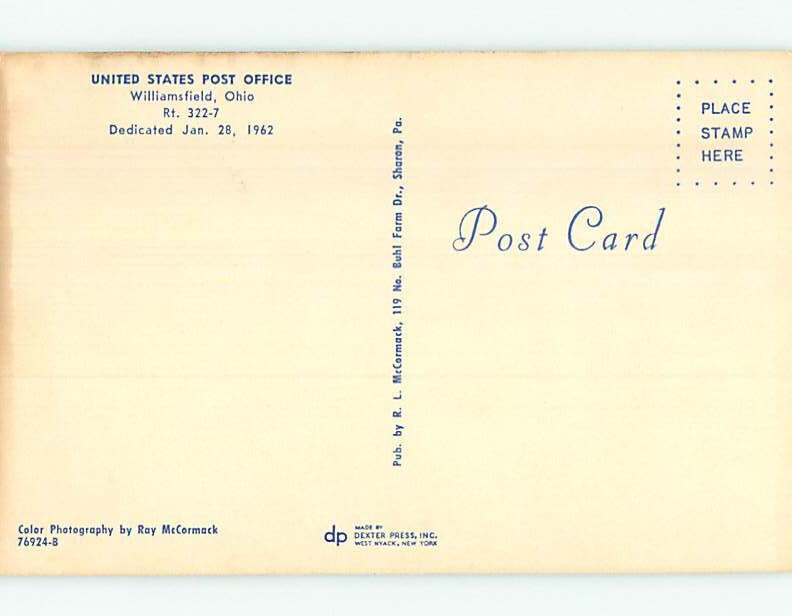 UNITED STATES POST OFFICE
Williamsfield, Ohio
Rt. 322-7
Dedicated Jan. 28, 1962
Color Photography by Ray McCormack
76924-B
Pub. by R. L. McCormack, 119 No. Buhl Farm Dr., Sharon, Pa.
dp
MADE BY
DEXTER PRESS, INC.
WEST NYACK, NEW YORK
PLACE
STAMP
HERE
Post Card